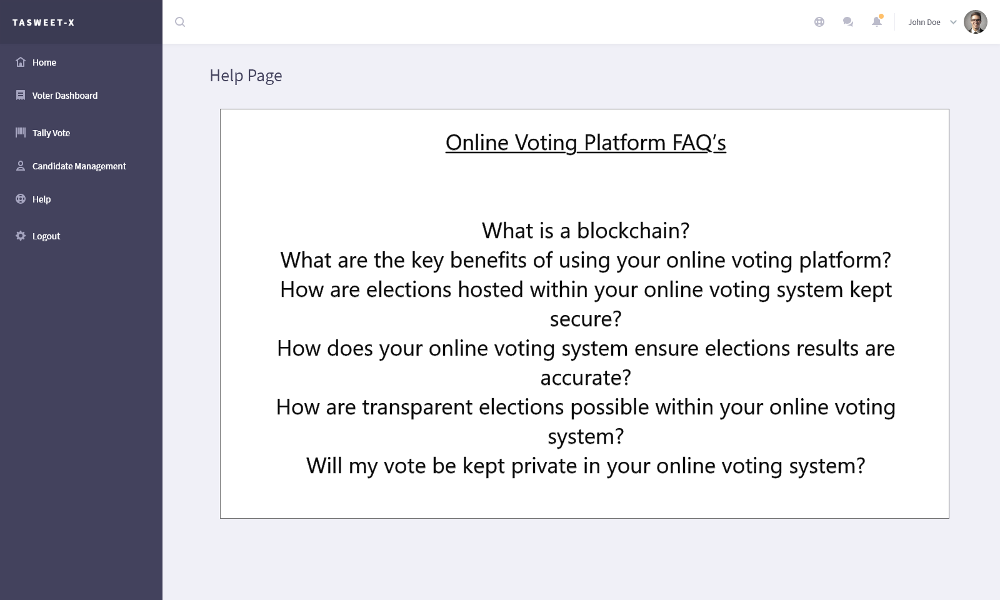 TASWEET-X
John Doe
Home
Voter Dashboard
Tally Vote
Candidate Management
Help
Logout
Help Page
Online Voting Platform FAQ’s
What is a blockchain?
What are the key benefits of using your online voting platform?
How are elections hosted within your online voting system kept
secure?
How does your online voting system ensure elections results are
accurate?
How are transparent elections possible within your online voting
system?
Will my vote be kept private in your online voting system?